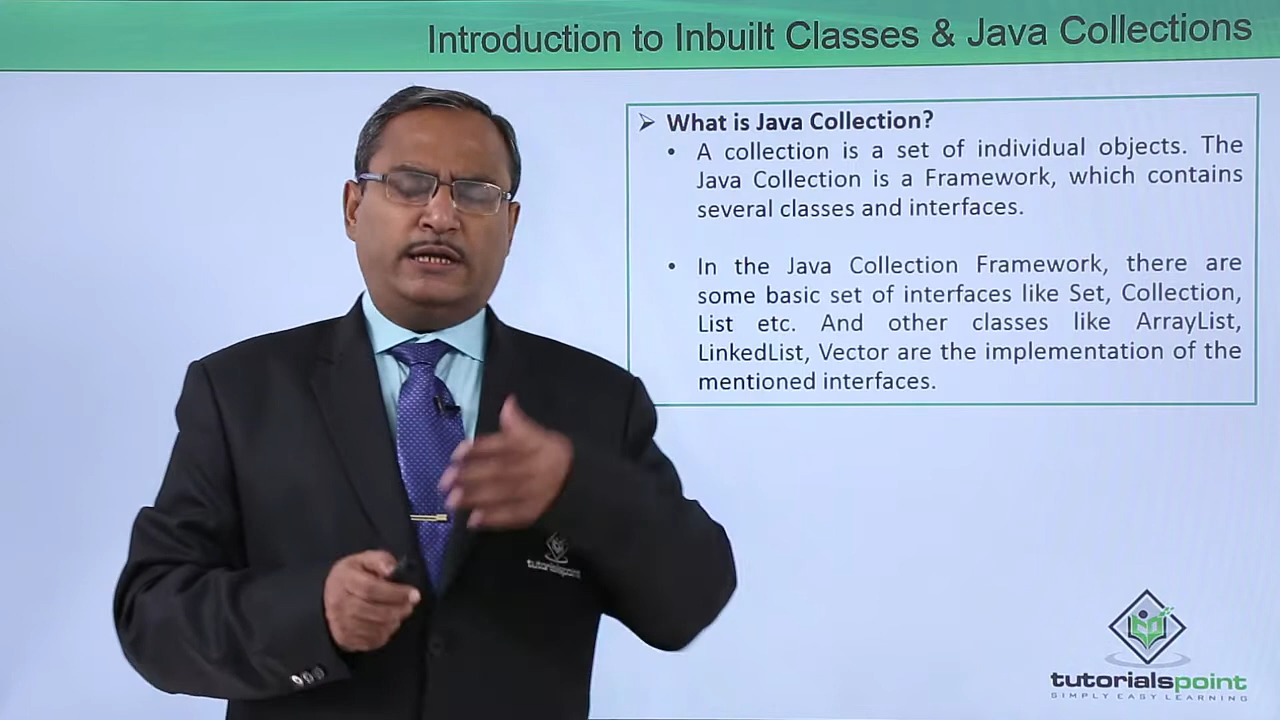 Introduction to Inbuilt Classes & Java Collections
➢ What is Java Collection?
• A collection is a set of individual objects. The
Java Collection is a Framework, which contains
several classes and interfaces.
• In the Java Collection Framework, there are
some basic set of interfaces like Set, Collection,
List etc. And other classes like ArrayList,
LinkedList, Vector are the implementation of the
mentioned interfaces.
tutorialspoint
tutorialspoint
SIMPLY EASY LEARNING